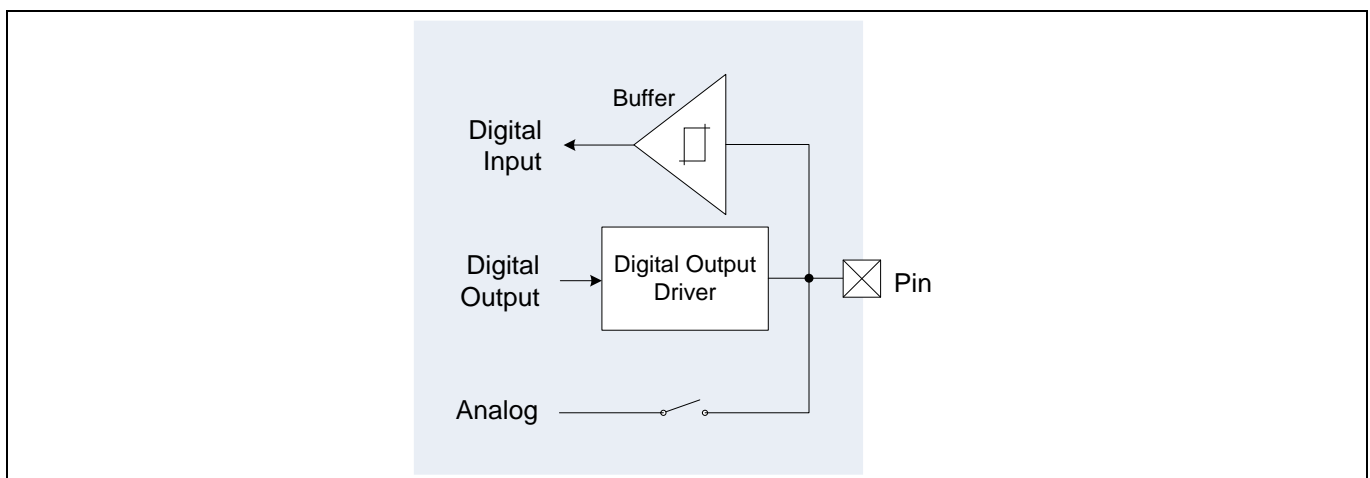 Buffer
Digital
Input
Digital
Output
Digital Output
Driver
Pin
Analog